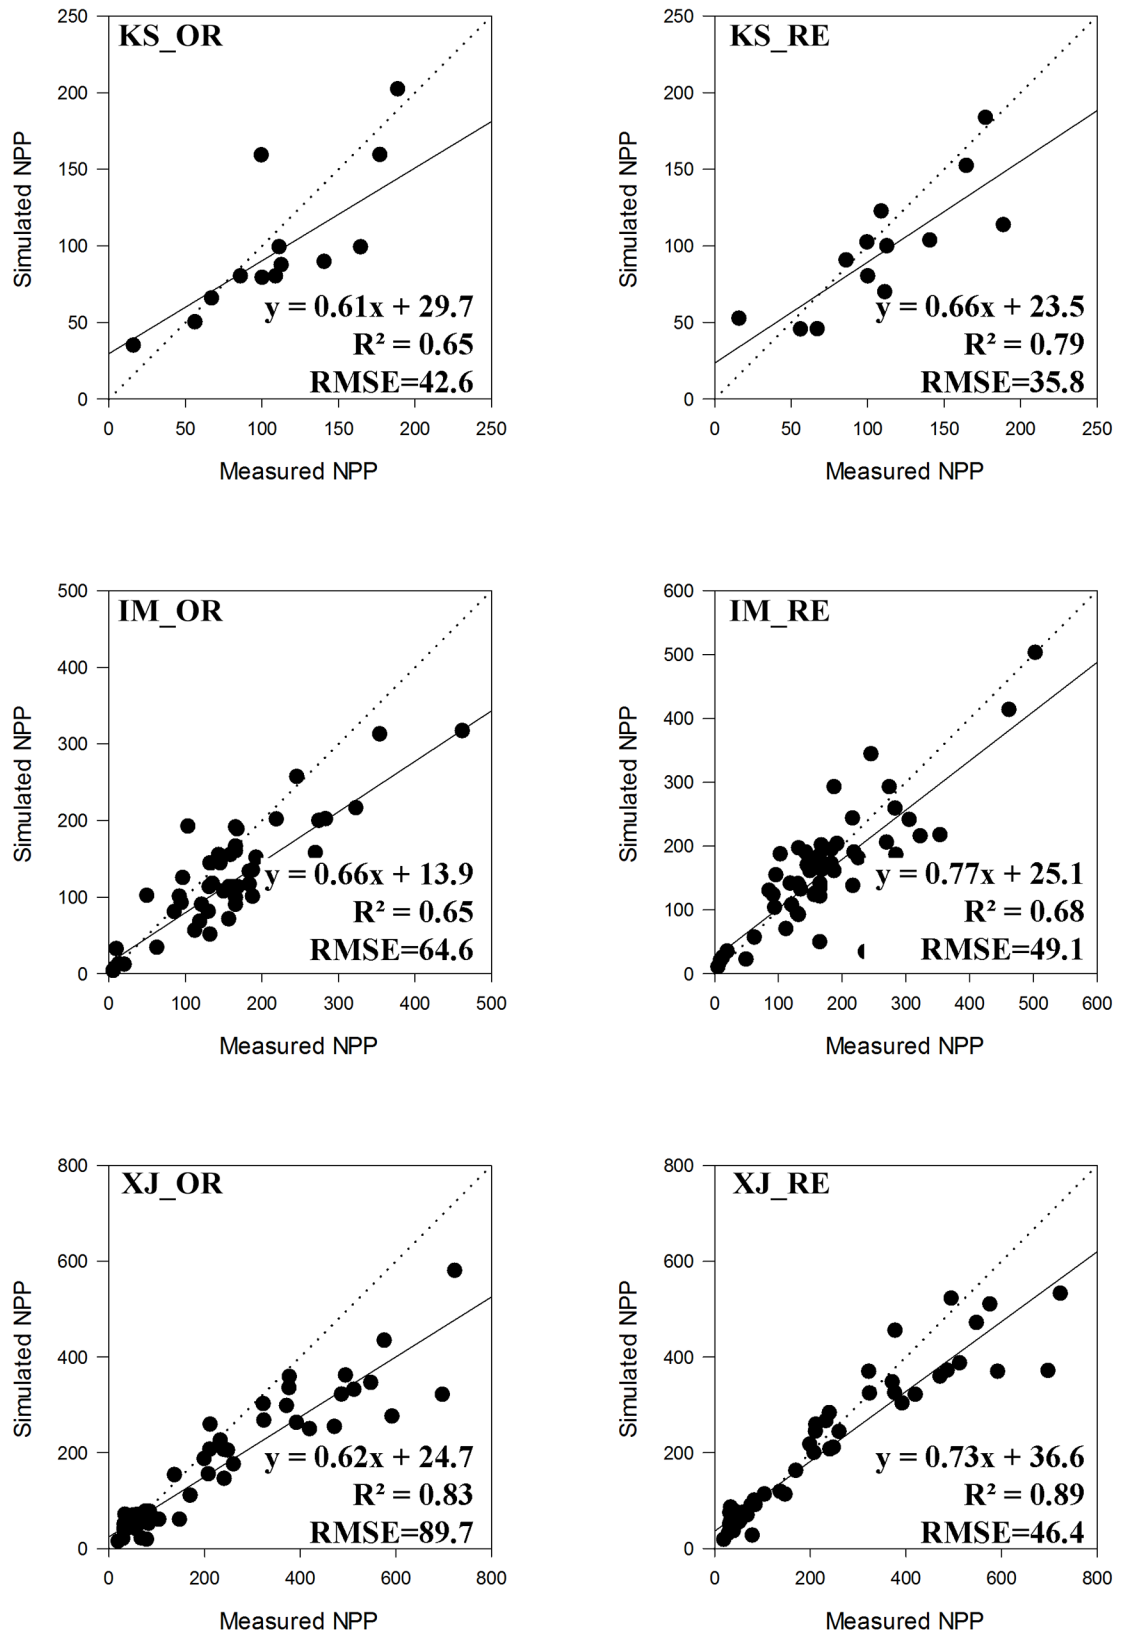 KS_OR
250
200
150
100
50
0
Simulated NPP
y = 0.61x + 29.7
R² = 0.65
RMSE=42.6
0 50 100 150 200 250
Measured NPP
KS_RE
250
200
150
100
50
0
Simulated NPP
y = 0.66x + 23.5
R² = 0.79
RMSE=35.8
0 50 100 150 200 250
Measured NPP
IM_OR
500
400
300
200
100
0
Simulated NPP
y = 0.66x + 13.9
R² = 0.65
RMSE=64.6
0 100 200 300 400 500
Measured NPP
IM_RE
600
500
400
300
200
100
0
Simulated NPP
y = 0.77x + 25.1
R² = 0.68
RMSE=49.1
0 100 200 300 400 500 600
Measured NPP
XJ_OR
800
600
400
200
0
Simulated NPP
y = 0.62x + 24.7
R² = 0.83
RMSE=89.7
0 200 400 600 800
Measured NPP
XJ_RE
800
600
400
200
0
Simulated NPP
y = 0.73x + 36.6
R² = 0.89
RMSE=46.4
0 200 400 600 800
Measured NPP